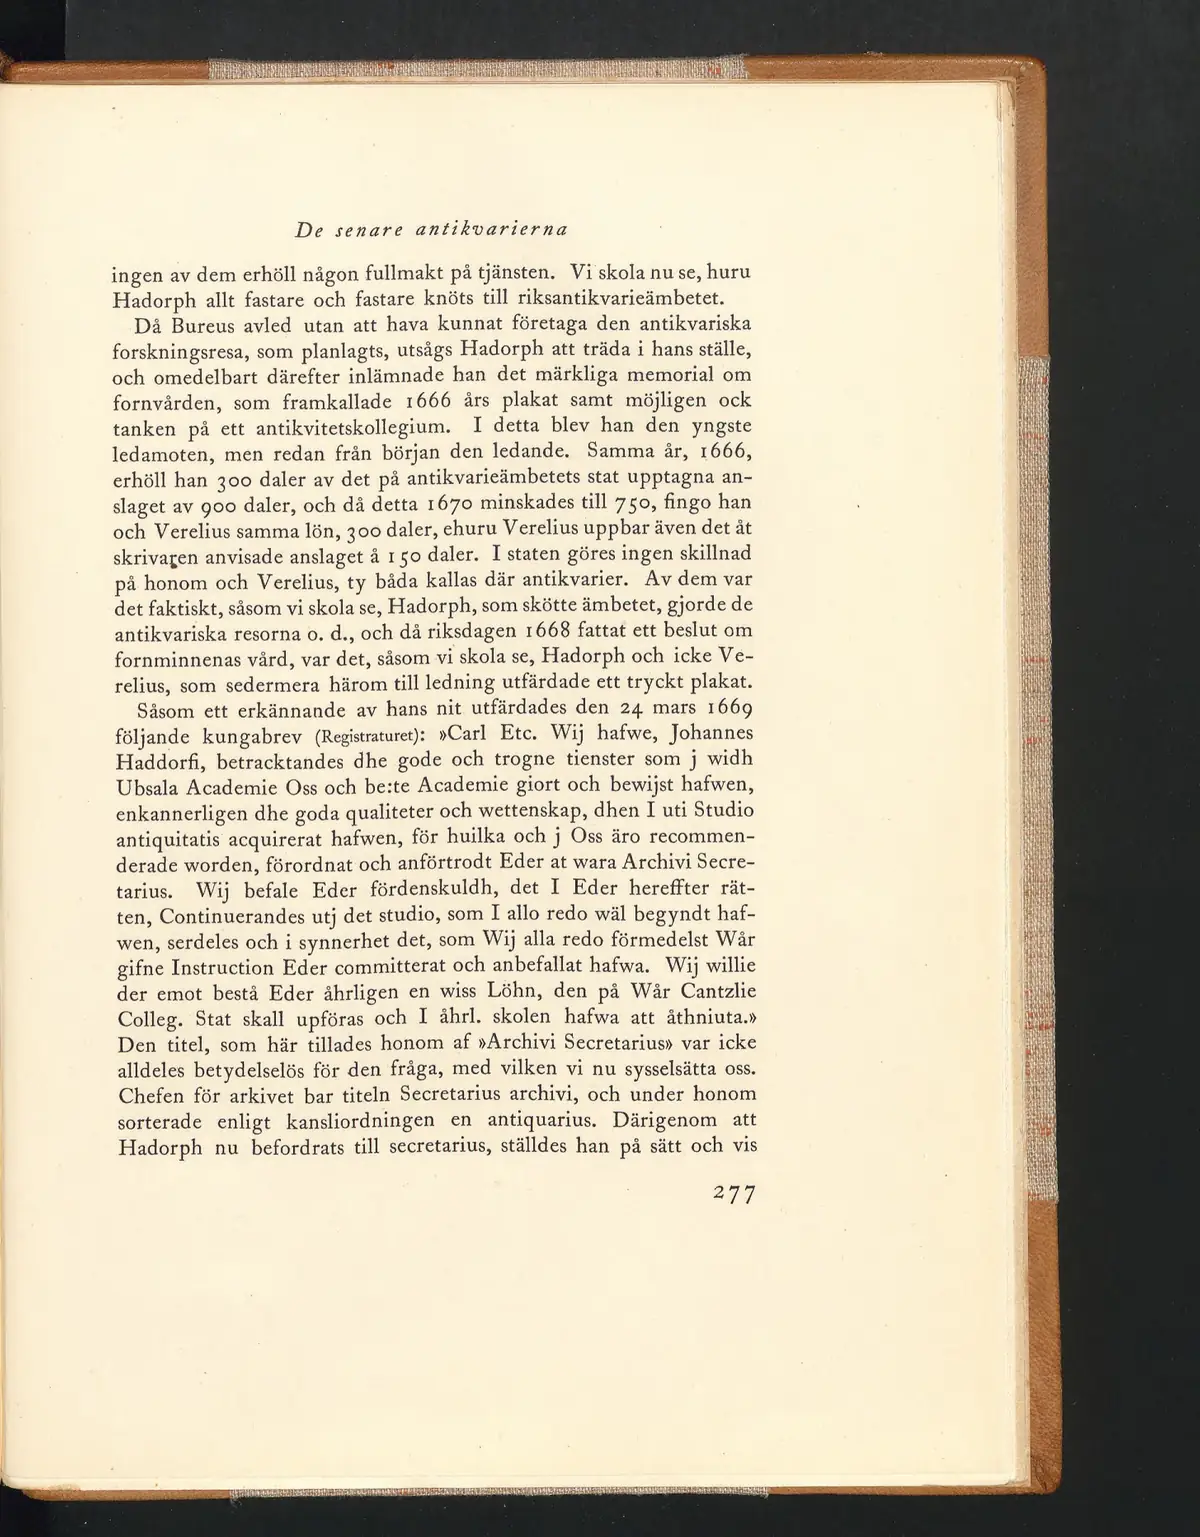 De senare antikvarierna
ingen av dem erhöll någon fullmakt på tjänsten. Vi skola nu se, huru
Hadorph allt fastare och fastare knöts till riksantikvarieämbetet.
Då Bureus avled utan att hava kunnat företaga den antikvariska
forskningsresa, som planlagts, utsågs Hadorph att träda i hans ställe,
och omedelbart därefter inlämnade han det märkliga memorial om
fornvården, som framkallade 1666 års plakat samt möjligen ock
tanken på ett antikvitetskollegium. I detta blev han den yngste
ledamoten, men redan från början den ledande. Samma år, 1666,
erhöll han 300 daler av det på antikvarieämbetets stat upptagna an-
slaget av 900 daler, och då detta 1670 minskades till 750, fingo han
och Verelius samma lön, 300 daler, ehuru Verelius uppbar även det åt
skrivaren anvisade anslaget å 150 daler. I staten göres ingen skillnad
på honom och Verelius, ty båda kallas där antikvarier. Av dem var
det faktiskt, såsom vi skola se, Hadorph, som skötte ämbetet, gjorde de
antikvariska resorna o. d., och då riksdagen 1668 fattat ett beslut om
fornminnenas vård, var det, såsom vi skola se, Hadorph och icke Ve-
relius, som sedermera härom till ledning utfärdade ett tryckt plakat.
Såsom ett erkännande av hans nit utfärdades den 24 mars 1669
följande kungabrev (Registraturet): »Carl Etc. Wij hafwe, Johannes
Haddorfi, betracktandes dhe gode och trogne tienster som j widh
Ubsala Academie Oss och be:te Academie giort och bewijst hafwen,
enkannerligen dhe goda qualiteter och wettenskap, dhen I uti Studio
antiquitatis acquirerat hafwen, för huilka och j Oss äro recommen-
derade worden, förordnat och anförtrodt Eder at wara Archivi Secre-
tarius. Wij befale Eder fördenskuldh, det I Eder hereffter rät-
ten, Continuerandes utj det studio, som I allo redo wäl begyndt haf-
wen, serdeles och i synnerhet det, som Wij alla redo förmedelst Wår
gifne Instruction Eder committerat och anbefallat hafwa. Wij willie
der emot bestå Eder åhrligen en wiss Löhn, den på Wår Cantzlie
Colleg. Stat skall upföras och I åhrl. skolen hafwa att åthniuta.»
Den titel, som här tillades honom af »Archivi Secretarius» var icke
alldeles betydelselös för den fråga, med vilken vi nu sysselsätta oss.
Chefen för arkivet bar titeln Secretarius archivi, och under honom
sorterade enligt kansliordningen en antiquarius. Därigenom att
Hadorph nu befordrats till secretarius, ställdes han på sätt och vis
277